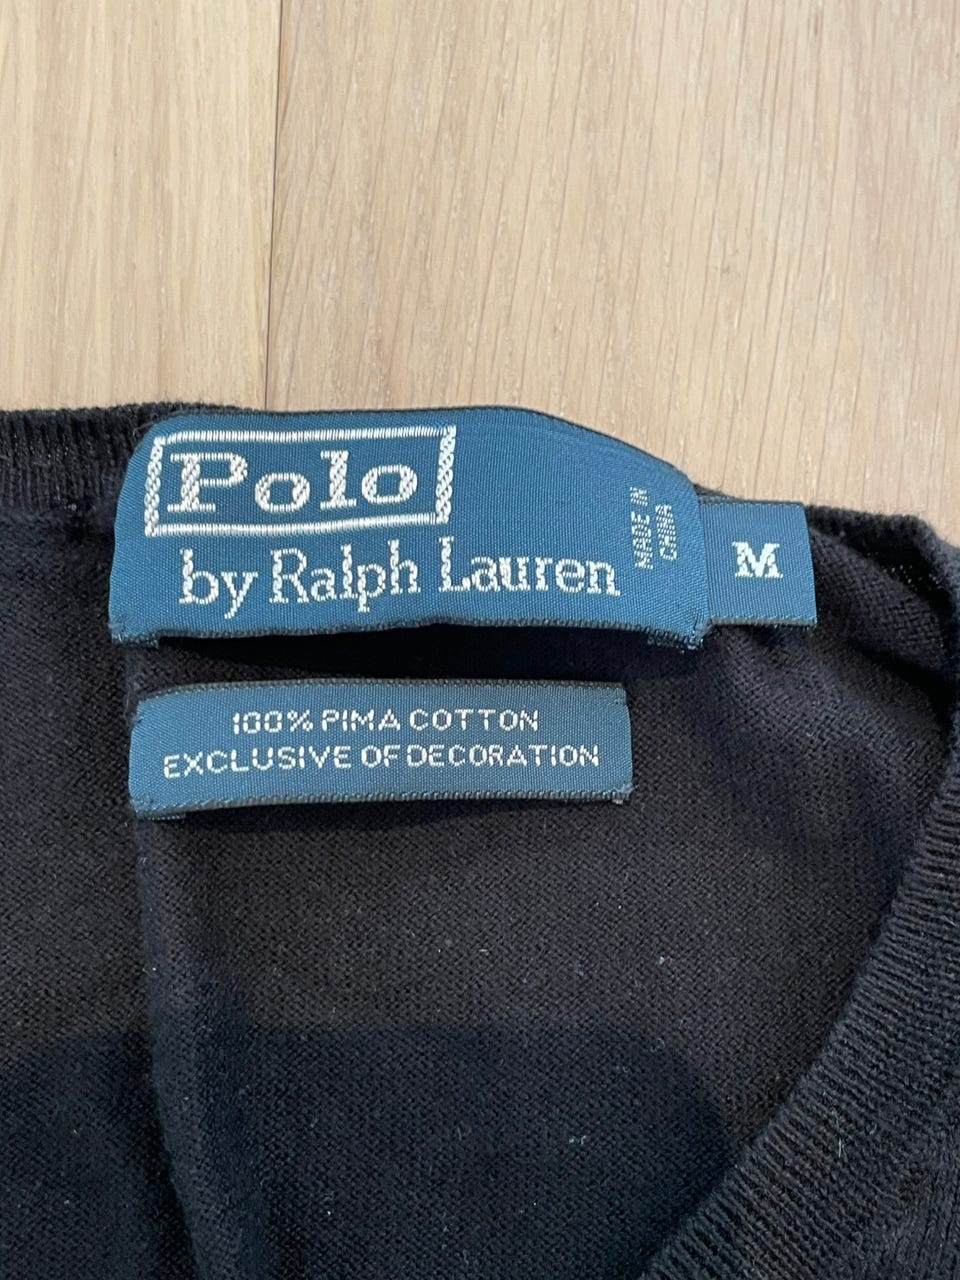 Polo
by Ralph Lauren
MADE IN
CHINA
M
100% PIMA COTTON
EXCLUSIVE OF DECORATION